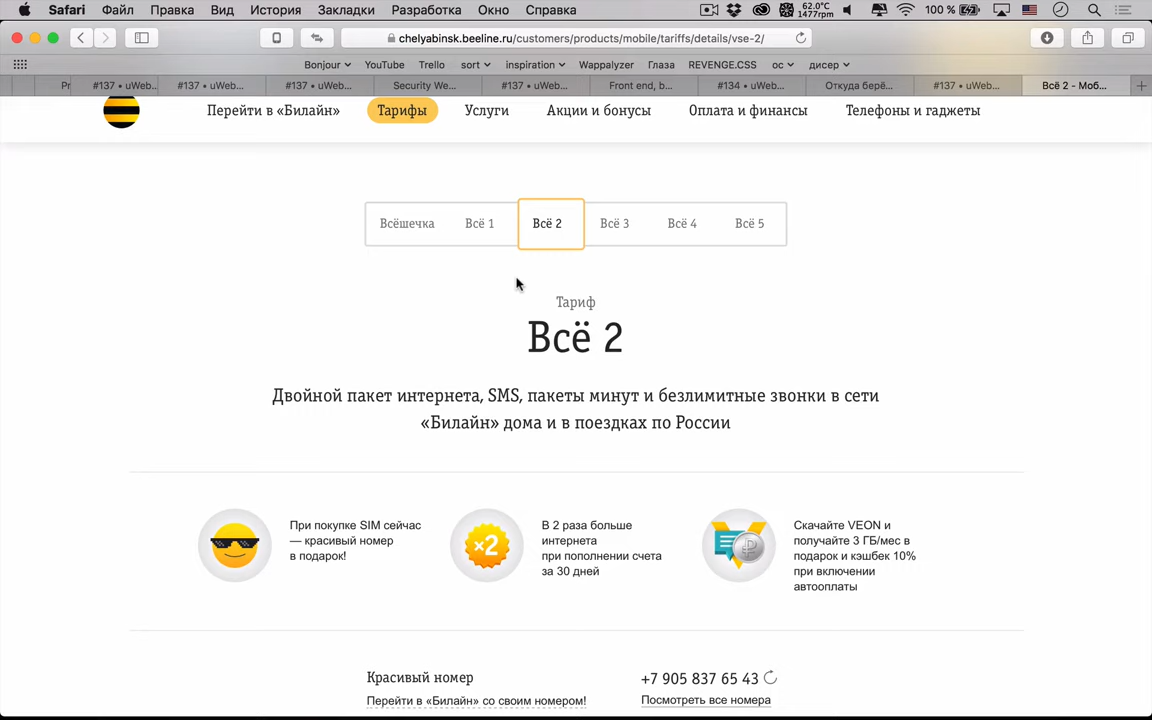 Safari Файл Правка Вид История Закладки Разработка Окно Справка 62.0°C 1477rpm 100 %
chelyabinsk.beeline.ru/customers/products/mobile/tariffs/details/vse-2/
Bonjour YouTube Trello sort inspiration Wappalyzer Глаза REVENGE.CSS ос дисер
Pr #137 • uWeb... #137 • uWeb... #137 • uWeb... Security We... #137 • uWeb... Front end, b... #134 • uWeb... Откуда берё... #137 • uWeb... Всё 2 - Моб...
Перейти в «Билайн» Тарифы Услуги Акции и бонусы Оплата и финансы Телефоны и гаджеты
Всёшечка Всё 1 Всё 2 Всё 3 Всё 4 Всё 5
Тариф
Всё 2
Двойной пакет интернета, SMS, пакеты минут и безлимитные звонки в сети
«Билайн» дома и в поездках по России
При покупке SIM сейчас
— красивый номер
в подарок!
x2
В 2 раза больше
интернета
при пополнении счета
за 30 дней
Скачайте VEON и
получайте 3 ГБ/мес в
подарок и кэшбек 10%
при включении
автооплаты
Красивый номер
Перейти в «Билайн» со своим номером!
+7 905 837 65 43
Посмотреть все номера